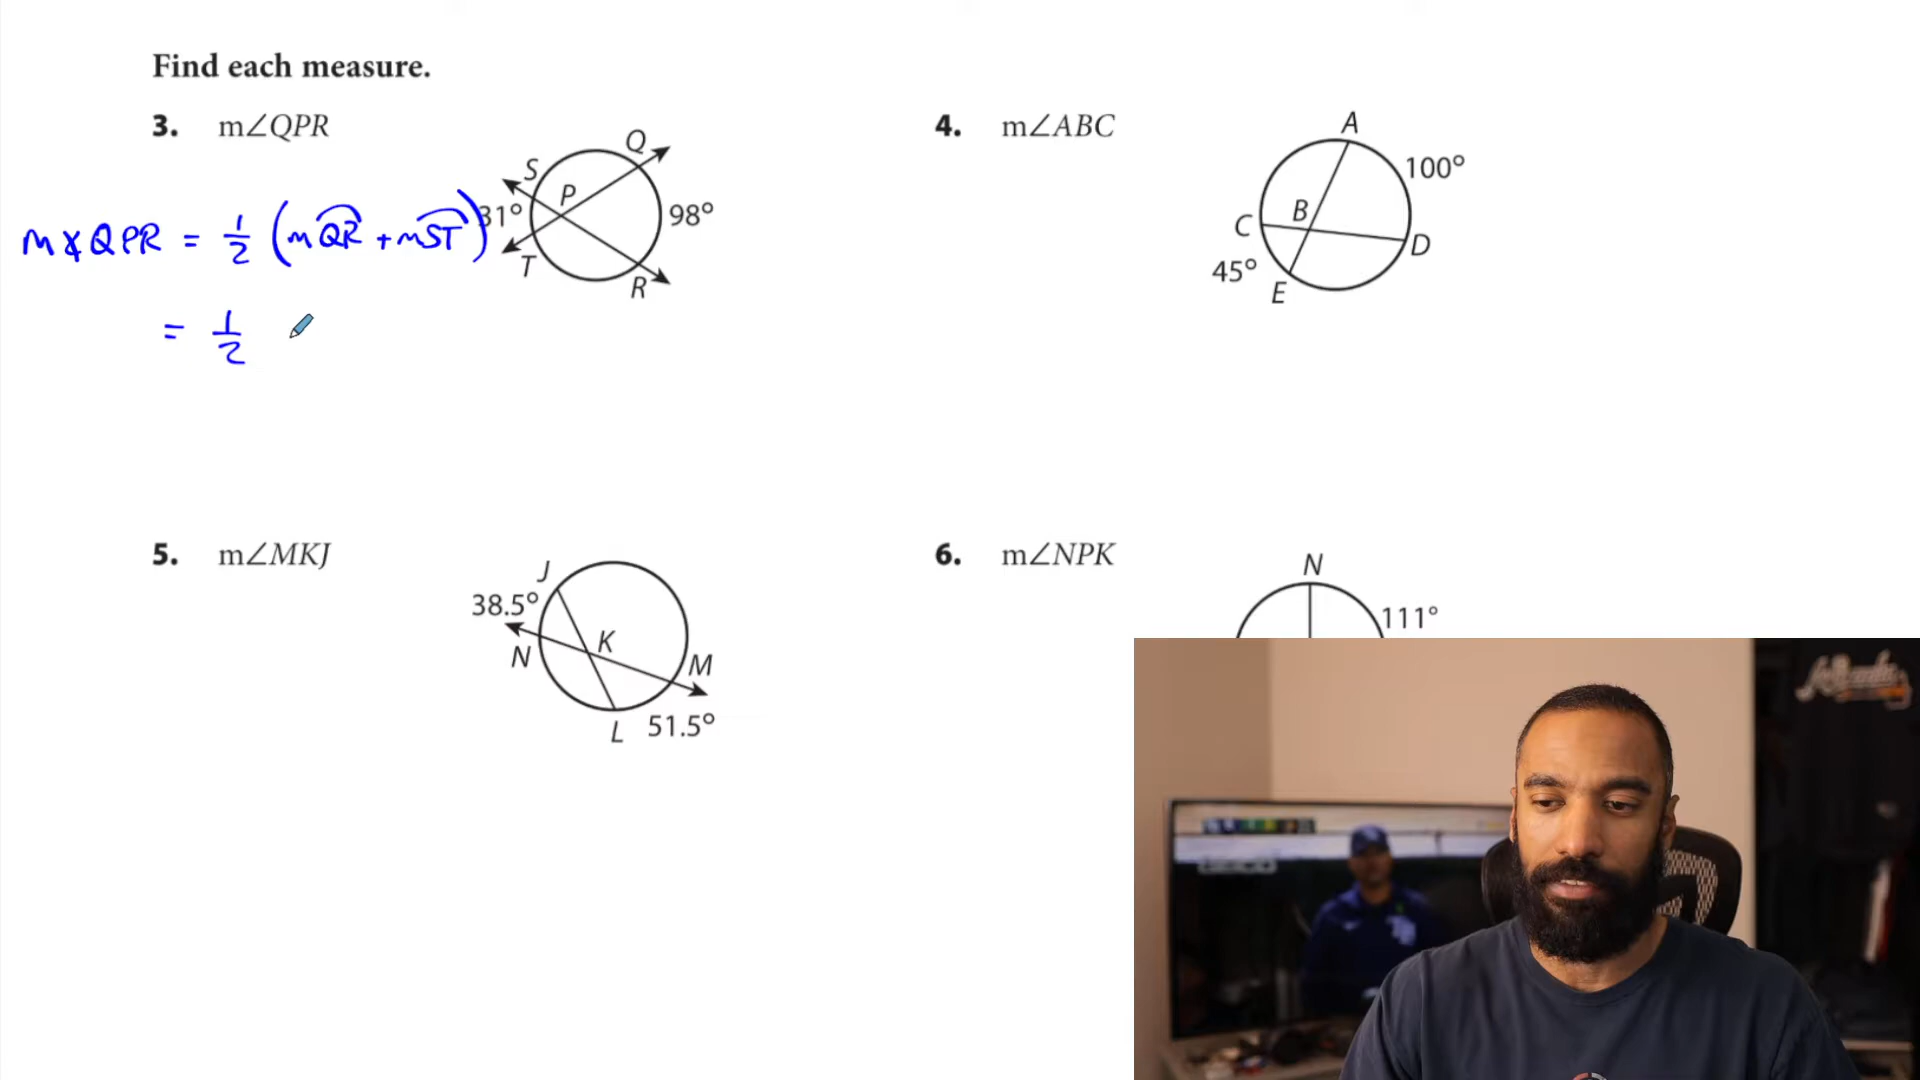 Find each measure.
3. m∠QPR
Q
S
P
31°
98°
T
R
m∡QPR = 1/2 (mQR + mST)
= 1/2
4. m∠ABC
A
100°
B
C
D
45°
E
5. m∠MKJ
J
38.5°
K
N
M
L 51.5°
6. m∠NPK
N
111°